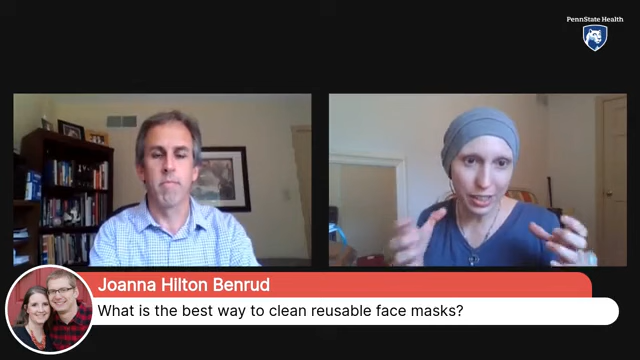 PennState Health
Joanna Hilton Benrud
What is the best way to clean reusable face masks?